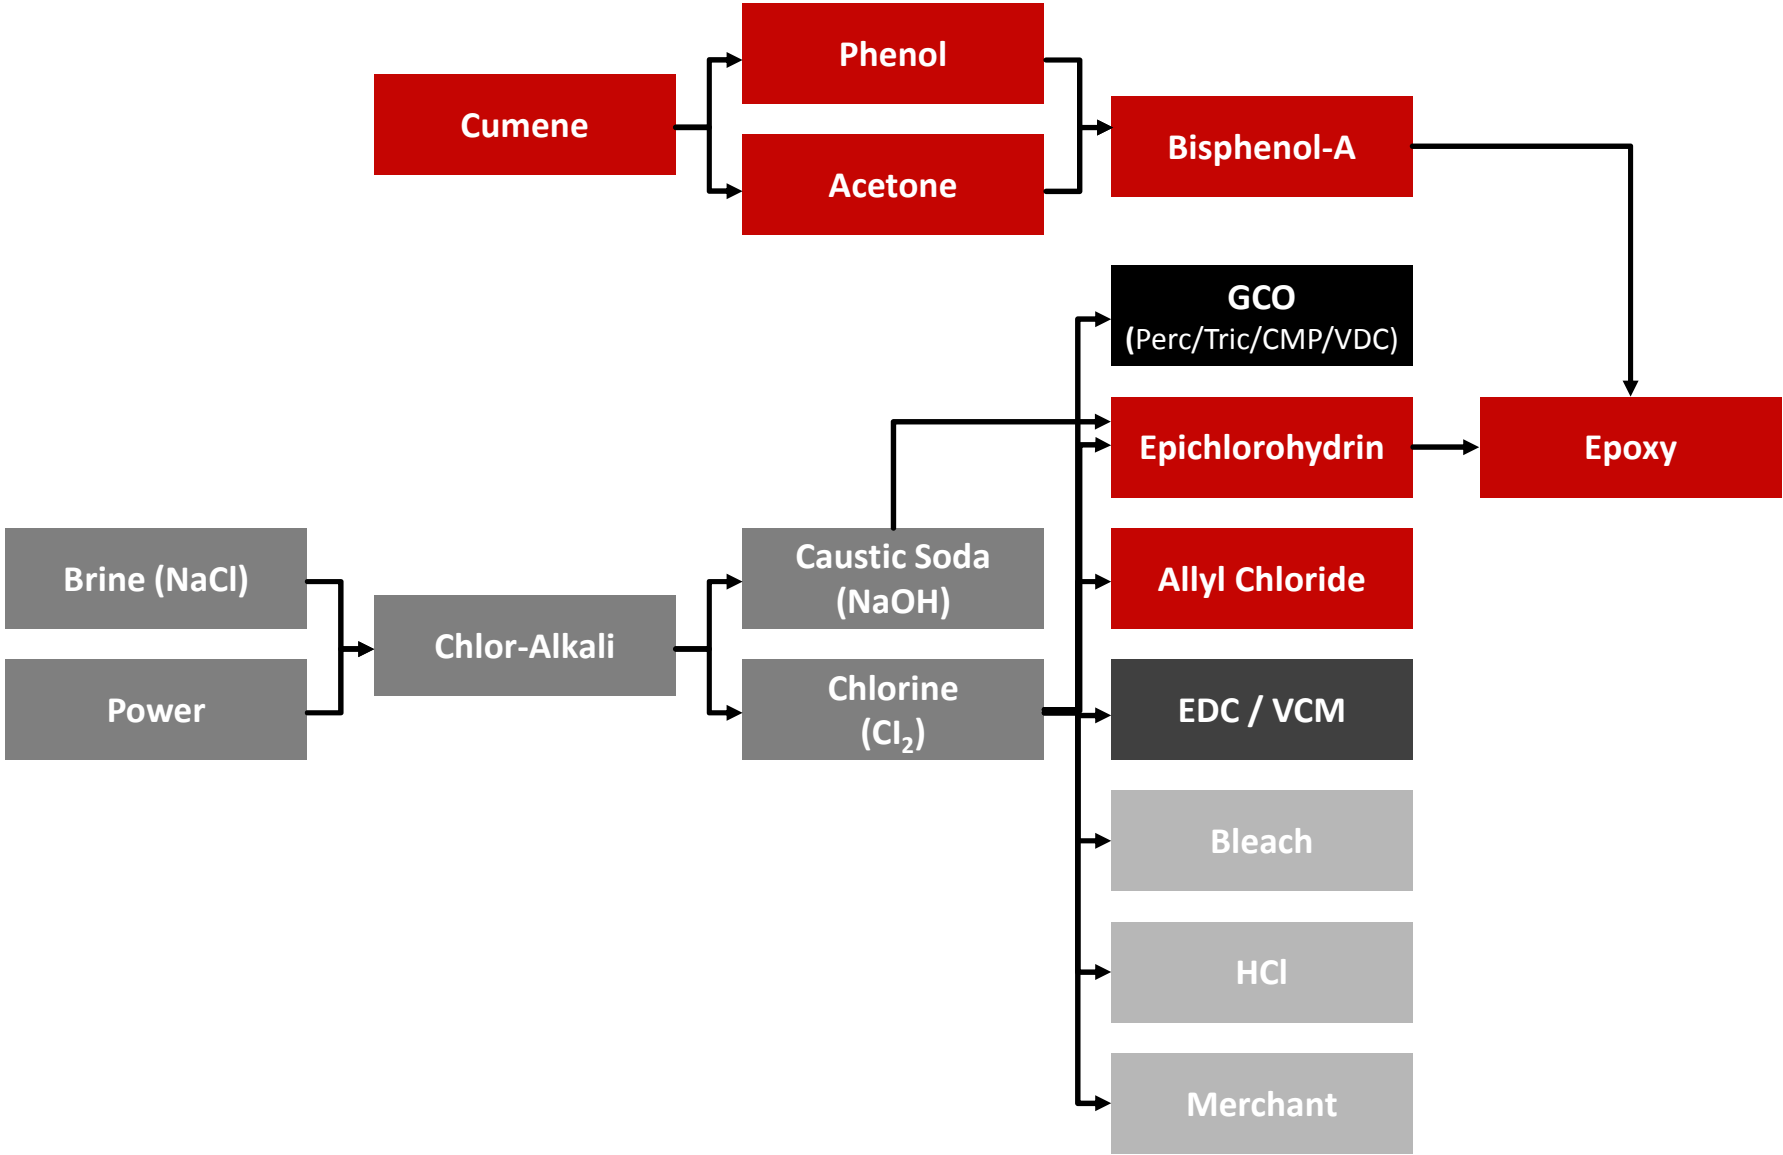 Phenol
Cumene
Acetone
Bisphenol-A
GCO
(Perc/Tric/CMP/VDC)
Epichlorohydrin
Epoxy
Brine (NaCl)
Caustic Soda
(NaOH)
Allyl Chloride
Chlor-Alkali
Power
Chlorine
(Cl₂)
EDC / VCM
Bleach
HCl
Merchant